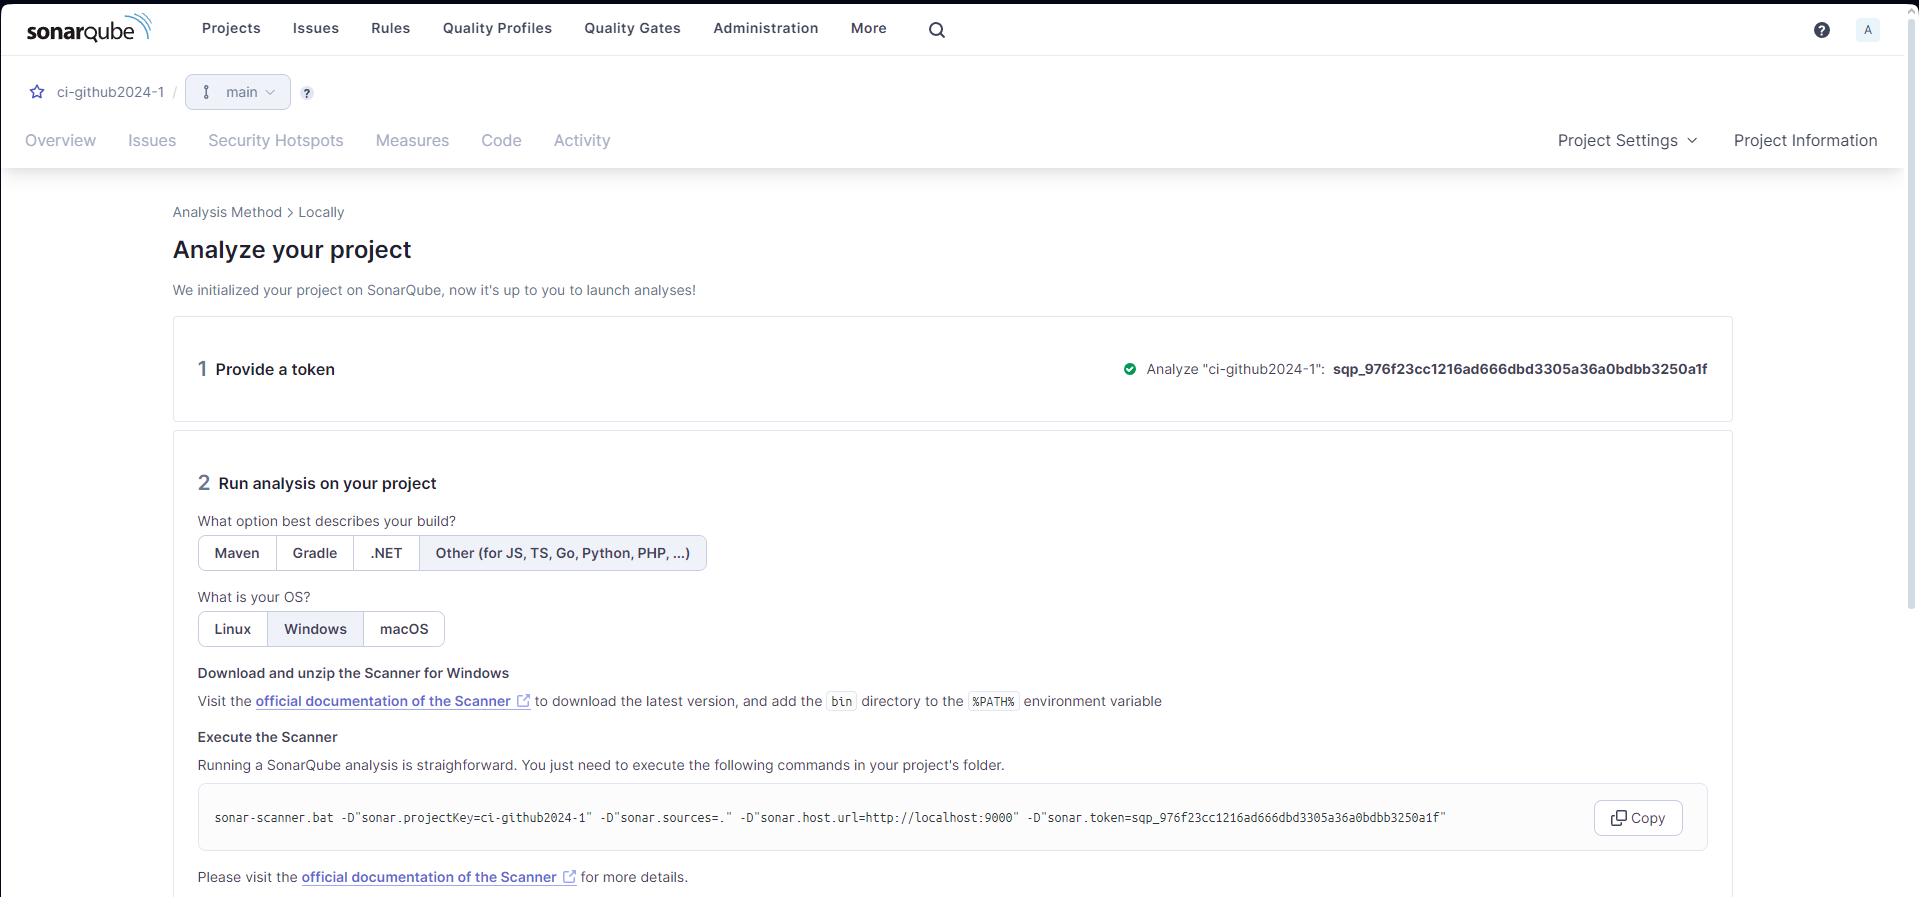 sonarqube Projects Issues Rules Quality Profiles Quality Gates Administration More ? A
ci-github2024-1 / main ?
Overview Issues Security Hotspots Measures Code Activity Project Settings Project Information
Analysis Method > Locally
Analyze your project
We initialized your project on SonarQube, now it's up to you to launch analyses!
1 Provide a token Analyze "ci-github2024-1": sqp_976f23cc1216ad666dbd3305a36a0bdbb3250a1f
2 Run analysis on your project
What option best describes your build?
Maven Gradle .NET Other (for JS, TS, Go, Python, PHP, ...)
What is your OS?
Linux Windows macOS
Download and unzip the Scanner for Windows
Visit the official documentation of the Scanner to download the latest version, and add the bin directory to the %PATH% environment variable
Execute the Scanner
Running a SonarQube analysis is straighforward. You just need to execute the following commands in your project's folder.
sonar-scanner.bat -D"sonar.projectKey=ci-github2024-1" -D"sonar.sources=." -D"sonar.host.url=http://localhost:9000" -D"sonar.token=sqp_976f23cc1216ad666dbd3305a36a0bdbb3250a1f" Copy
Please visit the official documentation of the Scanner for more details.